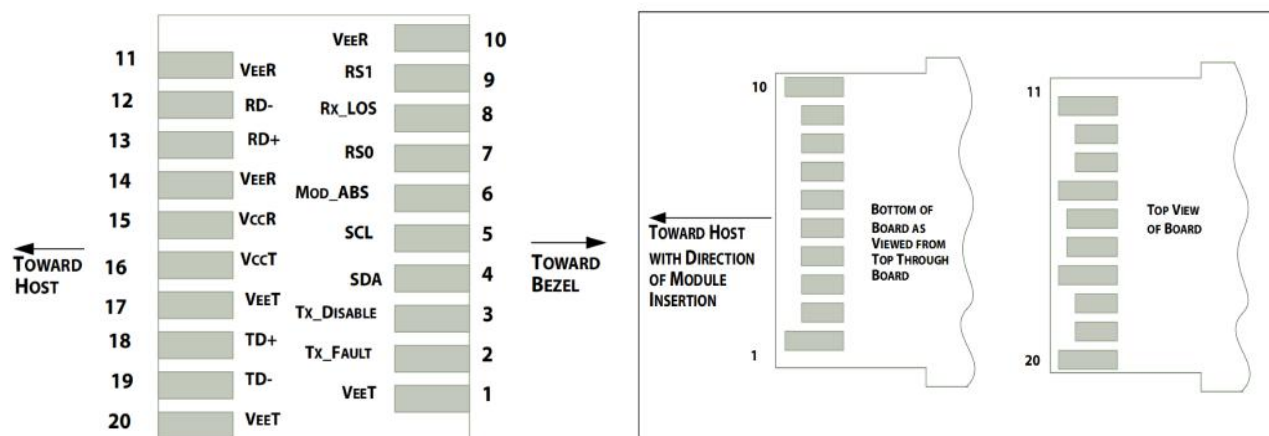 11
12
13
14
15
16
17
18
19
20
VEER
RD-
RD+
VEER
VCCR
VCCT
VEET
TD+
TD-
VEET
VEER
RS1
RX_LOS
RS0
MOD_ABS
SCL
SDA
TX_DISABLE
TX_FAULT
VEET
10
9
8
7
6
5
4
3
2
1
TOWARD
HOST
TOWARD
BEZEL
10
1
TOWARD HOST
WITH DIRECTION
OF MODULE
INSERTION
BOTTOM OF
BOARD AS
VIEWED FROM
TOP THROUGH
BOARD
11
20
TOP VIEW
OF BOARD